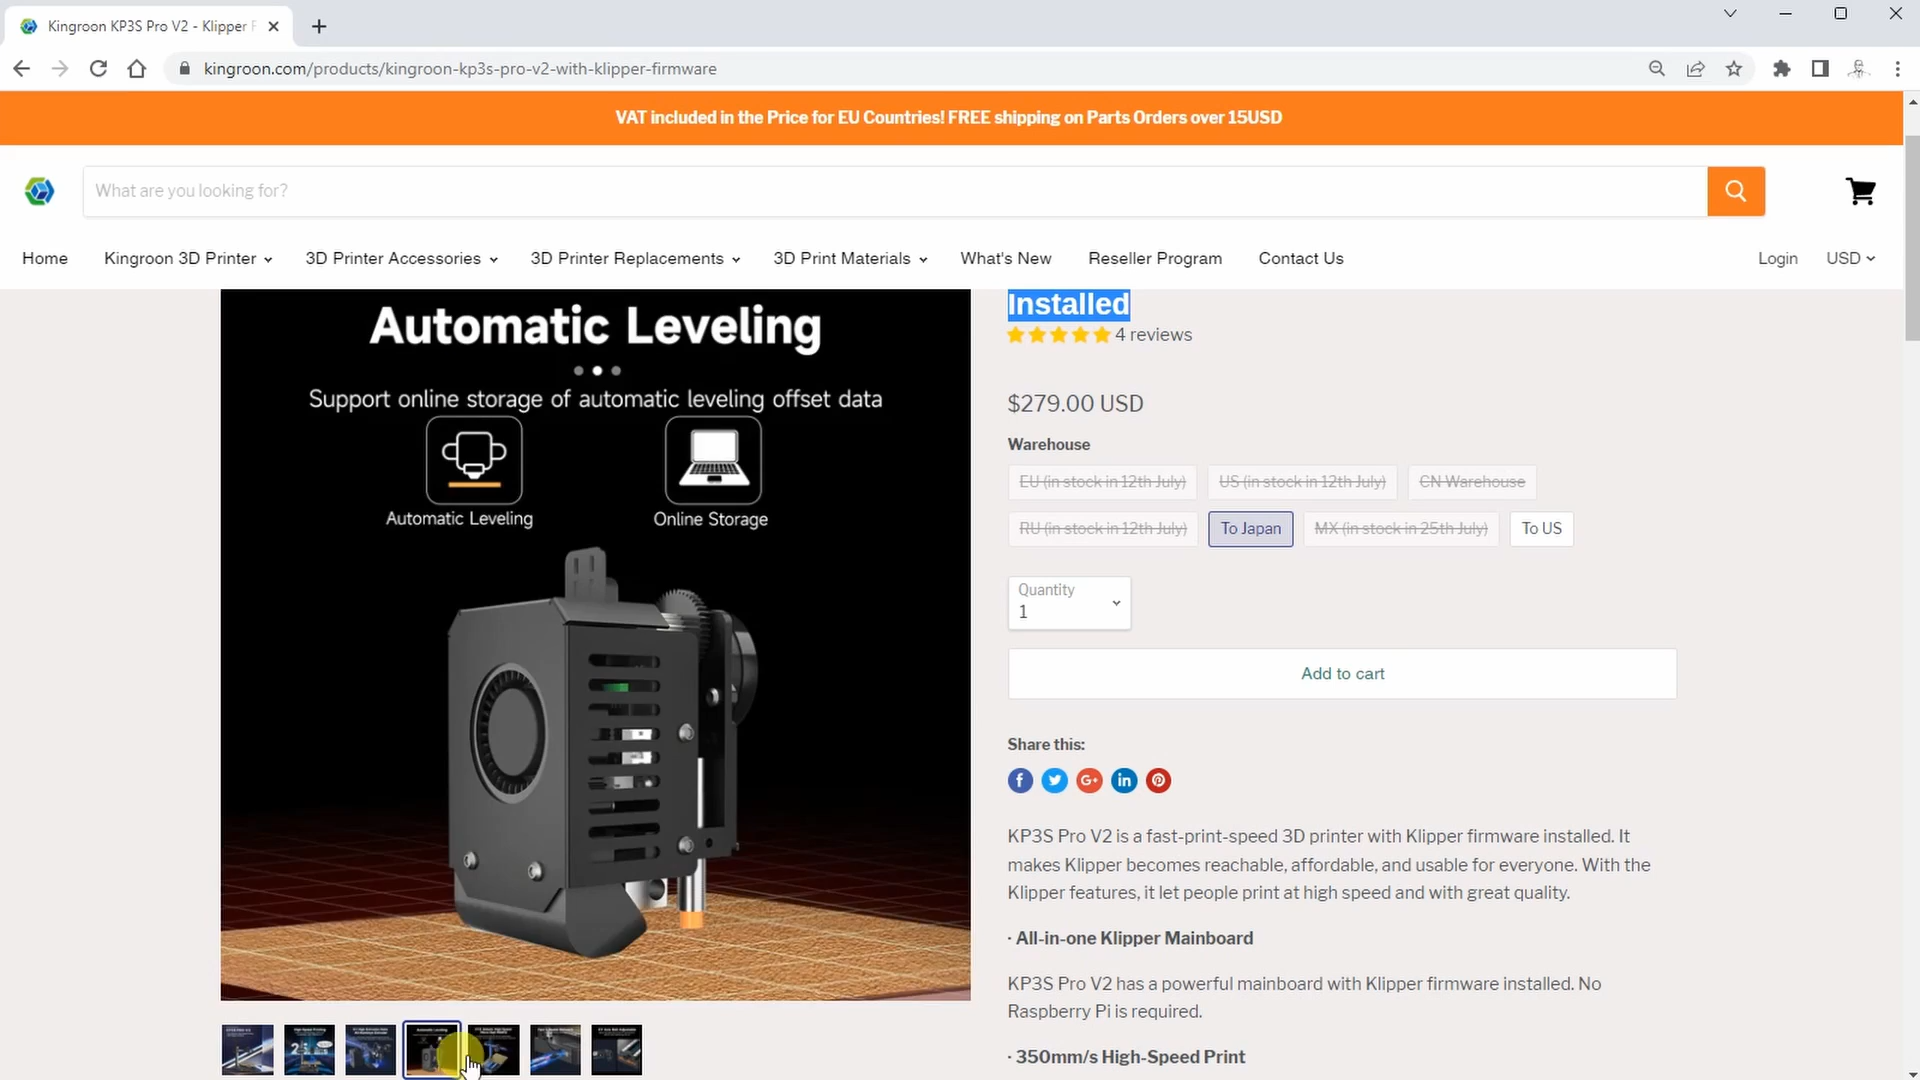 Kingroon KP3S Pro V2 - Klipper F
kingroon.com/products/kingroon-kp3s-pro-v2-with-klipper-firmware
VAT included in the Price for EU Countries! FREE shipping on Parts Orders over 15USD
What are you looking for?
Home
Kingroon 3D Printer
3D Printer Accessories
3D Printer Replacements
3D Print Materials
What's New
Reseller Program
Contact Us
Login
USD
Automatic Leveling
Support online storage of automatic leveling offset data
Automatic Leveling
Online Storage
Installed
4 reviews
$279.00 USD
Warehouse
EU (in stock in 12th July)
US (in stock in 12th July)
CN Warehouse
RU (in stock in 12th July)
To Japan
MX (in stock in 25th July)
To US
Quantity
1
Add to cart
Share this:
KP3S Pro V2 is a fast-print-speed 3D printer with Klipper firmware installed. It
makes Klipper becomes reachable, affordable, and usable for everyone. With the
Klipper features, it let people print at high speed and with great quality.
· All-in-one Klipper Mainboard
KP3S Pro V2 has a powerful mainboard with Klipper firmware installed. No
Raspberry Pi is required.
· 350mm/s High-Speed Print